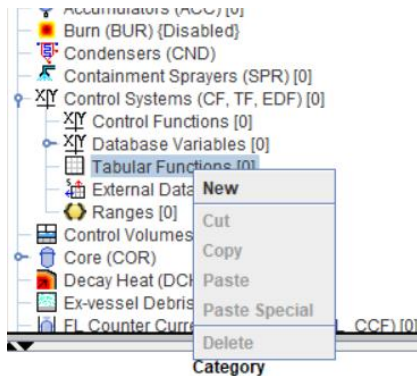 Accumulators (ACC) [0]
Burn (BUR) {Disabled}
Condensers (CND)
Containment Sprayers (SPR) [0]
Control Systems (CF, TF, EDF) [0]
Control Functions [0]
Database Variables [0]
Tabular Functions [0]
External Data
Ranges [0]
Control Volumes
Core (COR)
Decay Heat (DCH
Ex-vessel Debris
FL Counter Curre L_CCF) [0]
New
Cut
Copy
Paste
Paste Special
Delete
Category